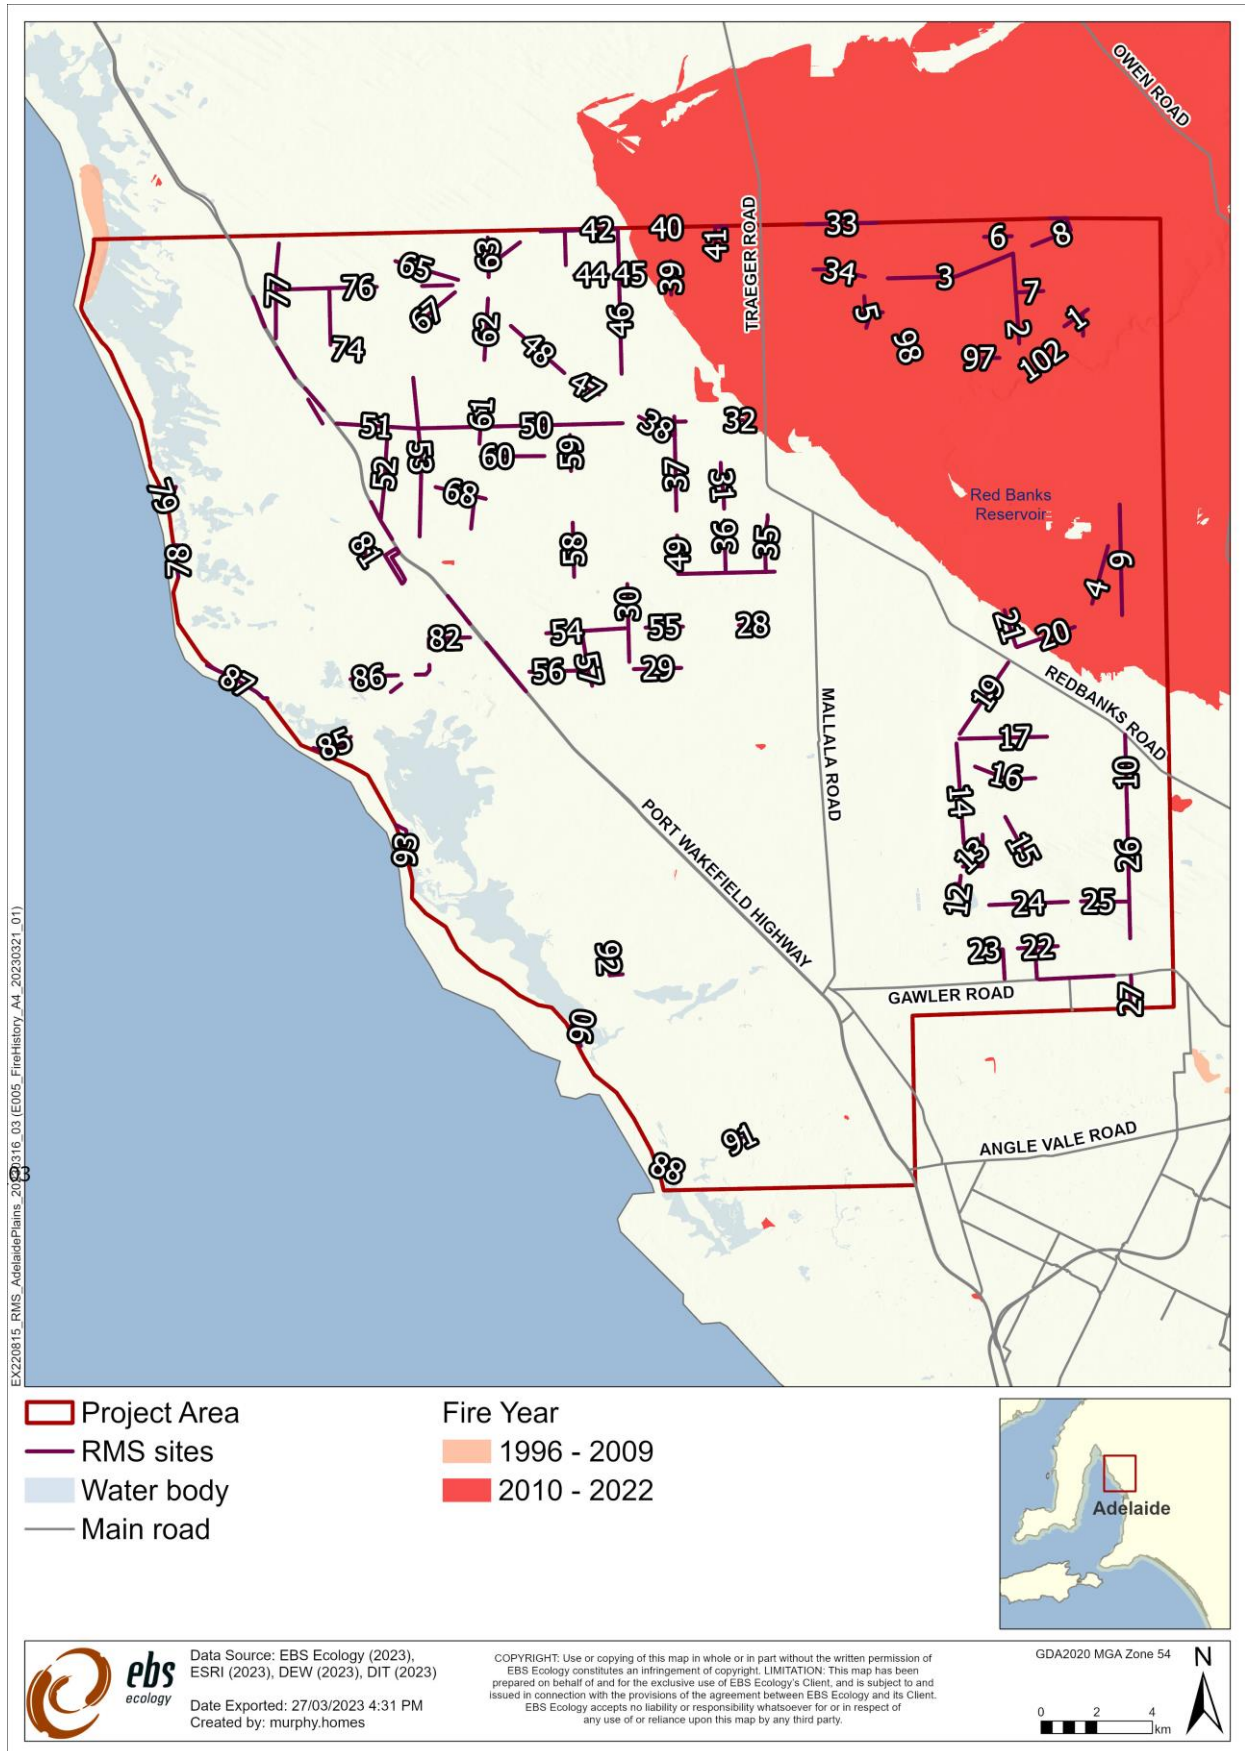 OWEN ROAD
TRAEGER ROAD
42
40
41
33
6
8
63
65
76
77
44
45
39
34
3
7
5
67
62
46
2
1
98
97
102
48
74
47
51
61
50
38
32
53
59
60
52
37
31
79
68
Red Banks
Reservoir
81
58
49
36
35
78
9
4
30
54
55
28
21
20
82
57
56
29
86
87
19
REDBANKS ROAD
MALLALA ROAD
85
17
16
10
14
PORT WAKEFIELD HIGHWAY
93
13
15
26
12
24
25
92
23
22
GAWLER ROAD
27
90
91
ANGLE VALE ROAD
88
03
EX220815_RMS_AdelaidePlains_20230316_03 (E005_FireHistory_A4_20230321_01)
Project Area
RMS sites
Water body
Main road
Fire Year
1996 - 2009
2010 - 2022
Adelaide
ebs
ecology
Data Source: EBS Ecology (2023),
ESRI (2023), DEW (2023), DIT (2023)
Date Exported: 27/03/2023 4:31 PM
Created by: murphy.homes
COPYRIGHT: Use or copying of this map in whole or in part without the written permission of
EBS Ecology constitutes an infringement of copyright. LIMITATION: This map has been
prepared on behalf of and for the exclusive use of EBS Ecology's Client, and is subject to and
issued in connection with the provisions of the agreement between EBS Ecology and its Client.
EBS Ecology accepts no liability or responsibility whatsoever for or in respect of
any use of or reliance upon this map by any third party.
GDA2020 MGA Zone 54
N
0 2 4
km